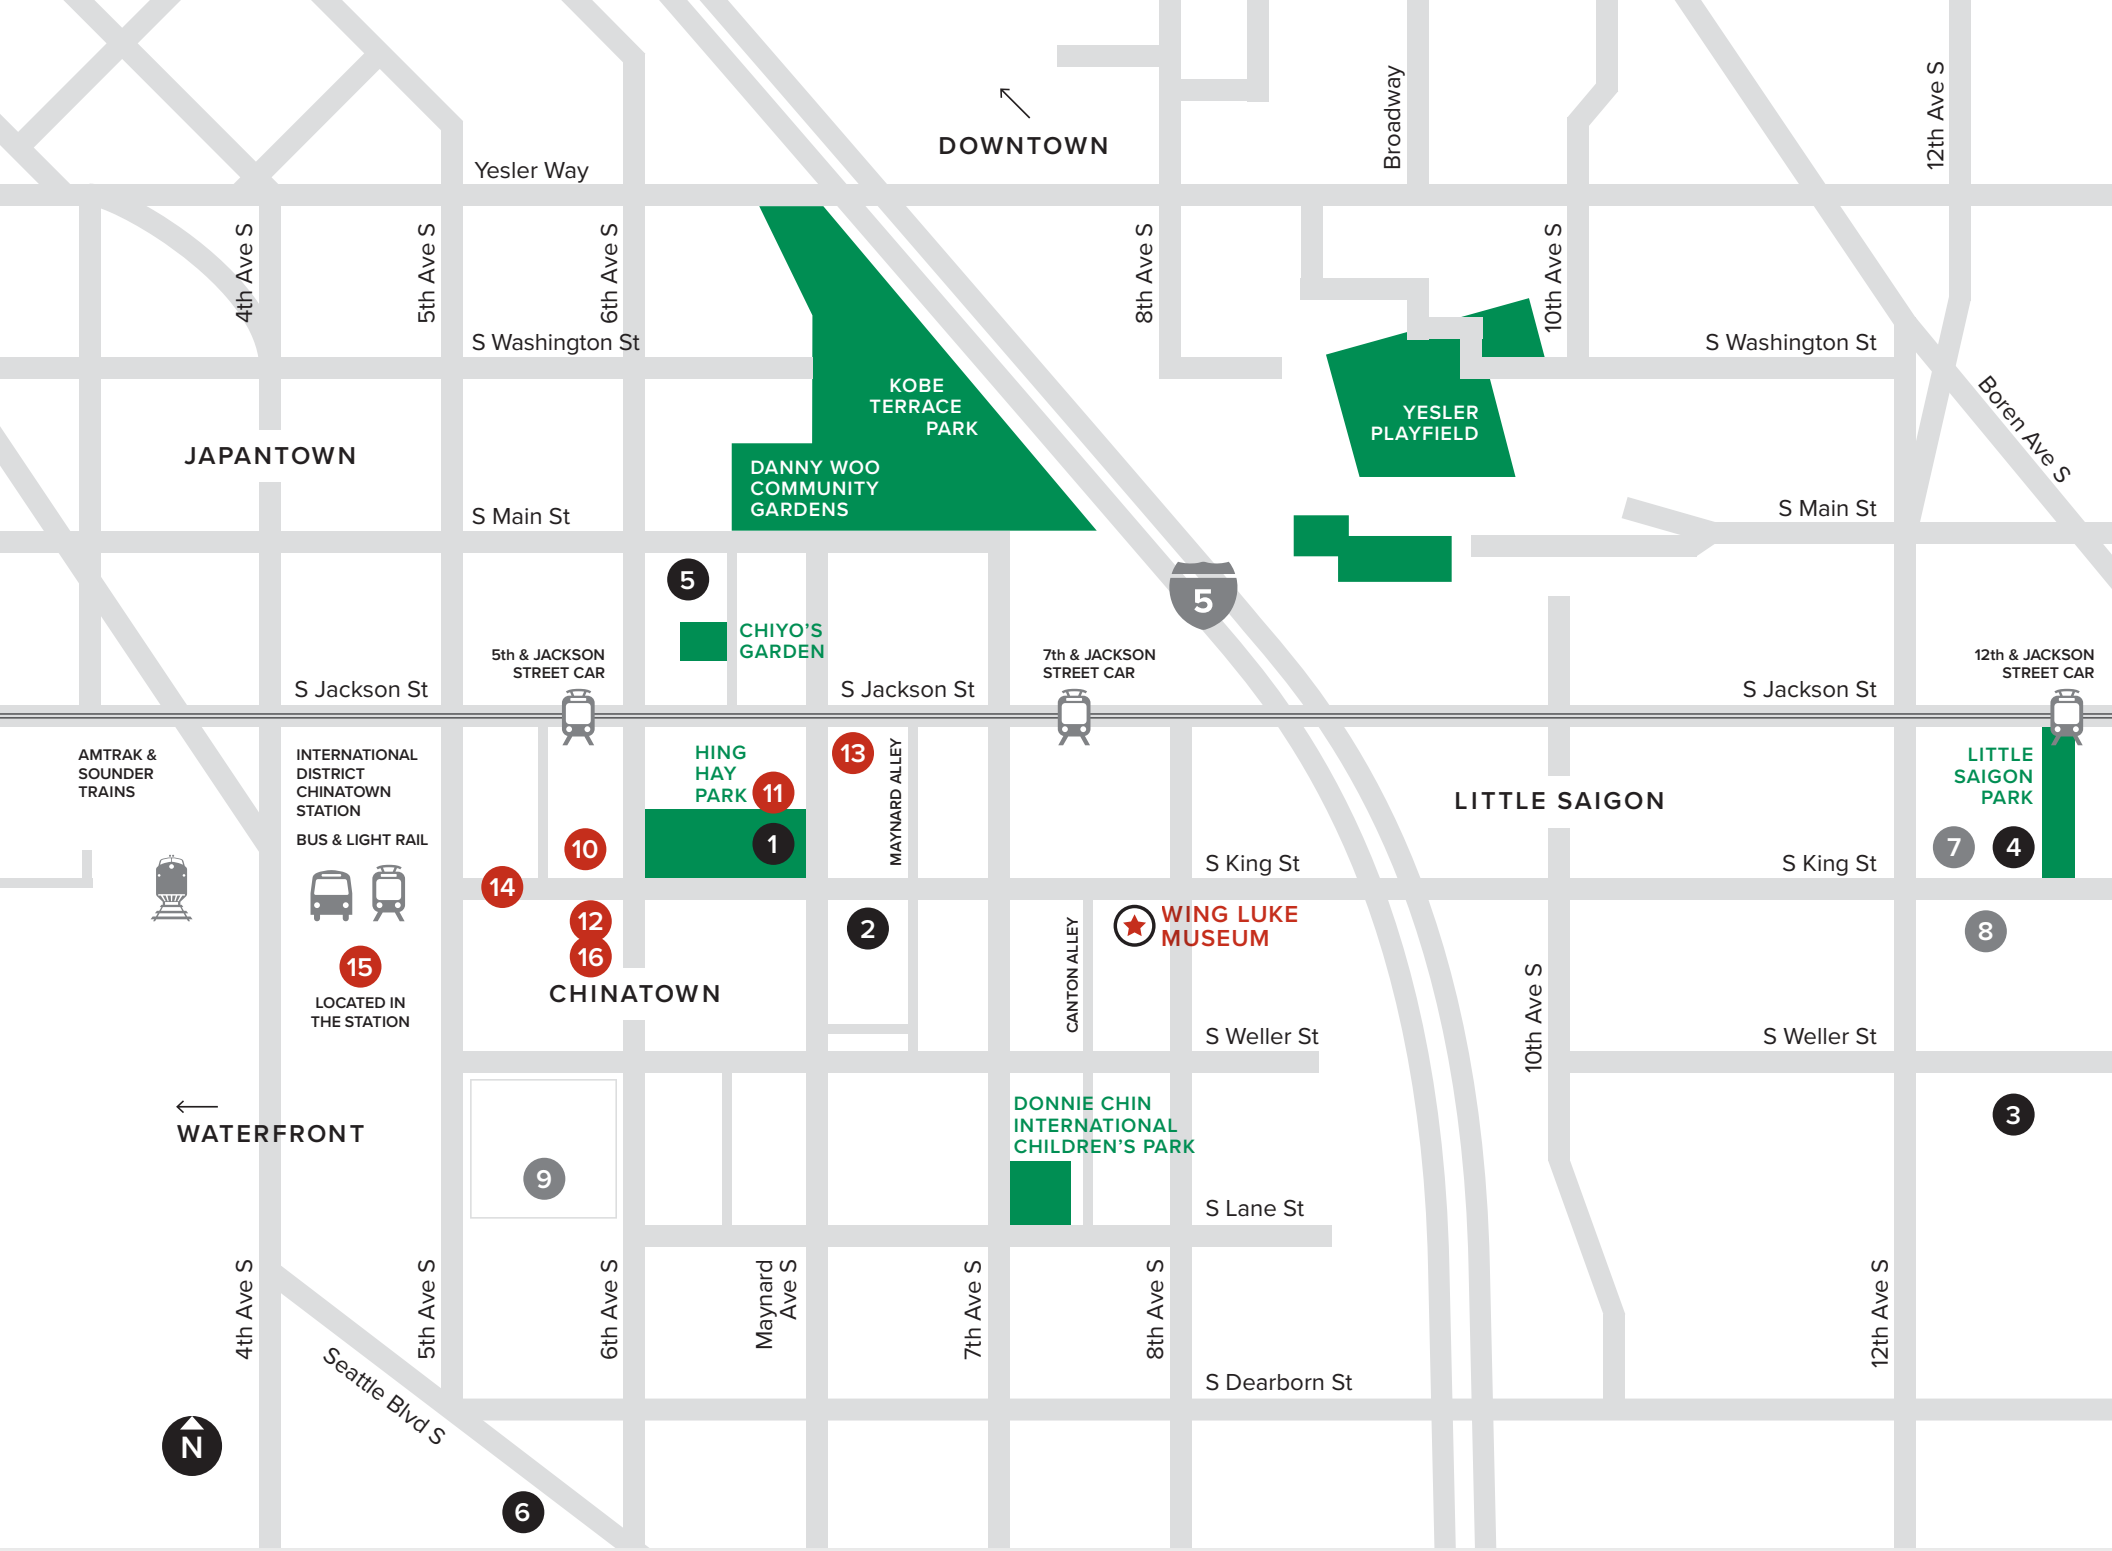 DOWNTOWN
Broadway
12th Ave S
Yesler Way
4th Ave S
5th Ave S
6th Ave S
8th Ave S
10th Ave S
S Washington St
S Washington St
KOBE
TERRACE
PARK
YESLER
PLAYFIELD
Boren Ave S
JAPANTOWN
DANNY WOO
COMMUNITY
GARDENS
S Main St
S Main St
5
5
CHIYO'S
GARDEN
5th & JACKSON
STREET CAR
7th & JACKSON
STREET CAR
12th & JACKSON
STREET CAR
S Jackson St
S Jackson St
S Jackson St
AMTRAK &
SOUNDER
TRAINS
INTERNATIONAL
DISTRICT
CHINATOWN
STATION
BUS & LIGHT RAIL
HING
HAY
PARK
11
13
MAYNARD ALLEY
LITTLE SAIGON
LITTLE
SAIGON
PARK
10
1
7
4
S King St
S King St
14
12
16
2
CANTON ALLEY
WING LUKE
MUSEUM
8
15
LOCATED IN
THE STATION
CHINATOWN
10th Ave S
S Weller St
S Weller St
WATERFRONT
DONNIE CHIN
INTERNATIONAL
CHILDREN'S PARK
3
9
S Lane St
4th Ave S
5th Ave S
6th Ave S
Maynard
Ave S
7th Ave S
8th Ave S
12th Ave S
Seattle Blvd S
S Dearborn St
N
6